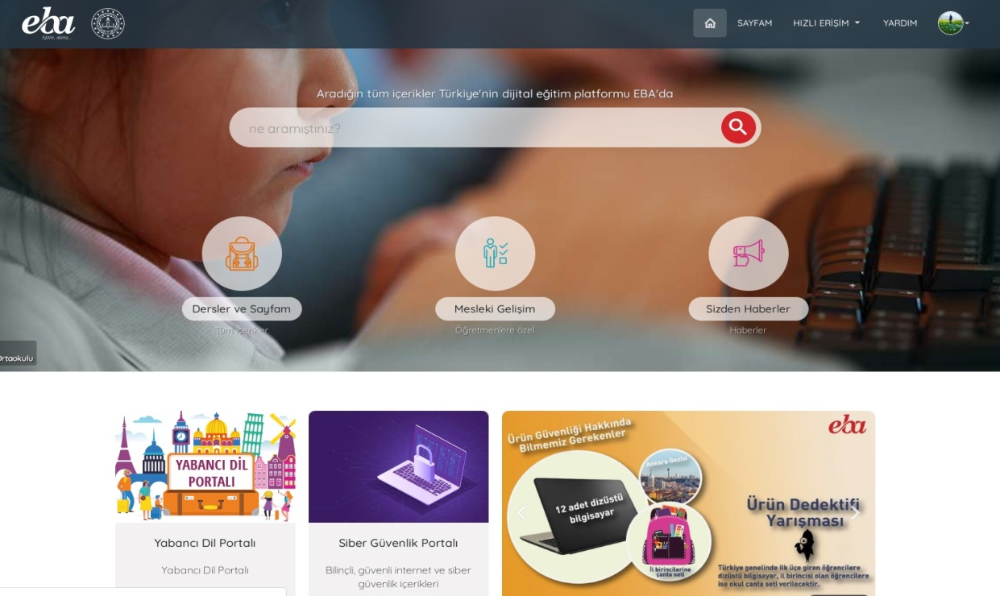 eba
Eğitim, daima...
SAYFAM
HIZLI ERİŞİM
YARDIM
Aradığın tüm içerikler Türkiye'nin dijital eğitim platformu EBA'da
ne aramıştınız?
Dersler ve Sayfam
Tüm içerikler
Mesleki Gelişim
Öğretmenlere özel
Sizden Haberler
Haberler
Ortaokulu
YABANCI DİL
PORTALI
Yabancı Dil Portalı
Yabancı Dil Portalı
Siber Güvenlik Portalı
Bilinçli, güvenli internet ve siber
güvenlik içerikleri
eba
Ürün Güvenliği Hakkında
Bilmemiz Gerekenler
Ankara Gezisi
12 adet dizüstü
bilgisayar
İl birincilerine
çanta seti
Ürün Dedektifi
Yarışması
Türkiye genelinde ilk üçe giren öğrencilere
dizüstü bilgisayar, il birincisi olan öğrencilere
ise okul çanta seti verilecektir.